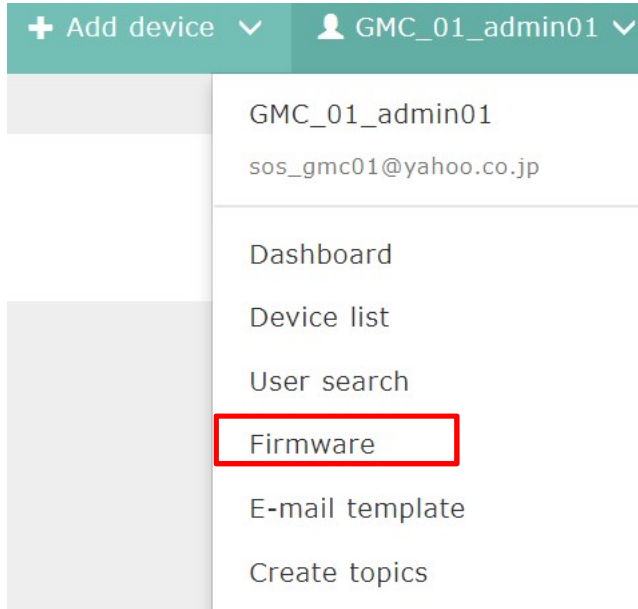 Add device GMC_01_admin01
GMC_01_admin01
sos_gmc01@yahoo.co.jp
Dashboard
Device list
User search
Firmware
E-mail template
Create topics